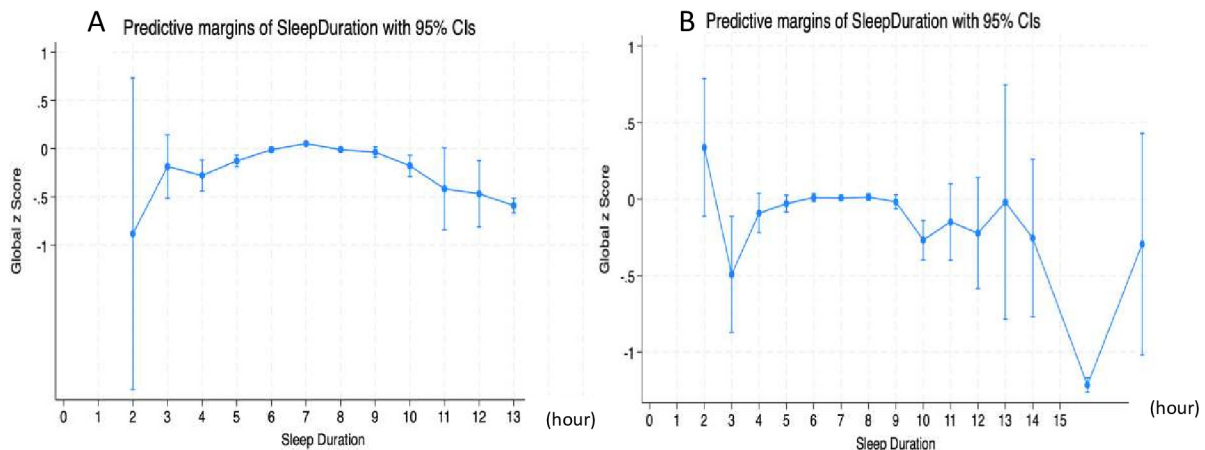 A
Predictive margins of SleepDuration with 95% CIs
1
.5
0
-.5
-1
Global z Score
0 1 2 3 4 5 6 7 8 9 10 11 12 13
(hour)
Sleep Duration
B
Predictive margins of SleepDuration with 95% CIs
1
.5
0
-.5
-1
Global z Score
0 1 2 3 4 5 6 7 8 9 10 11 12 13 14 15
(hour)
Sleep Duration